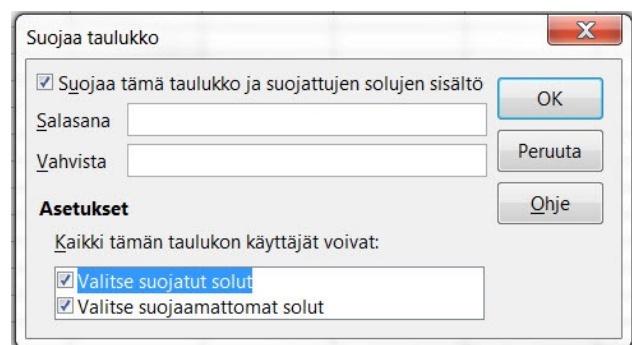 Suojaa taulukko
Suojaa tämä taulukko ja suojattujen solujen sisältö
OK
Salasana
Vahvista
Peruuta
Ohje
Asetukset
Kaikki tämän taulukon käyttäjät voivat:
Valitse suojatut solut
Valitse suojaamattomat solut